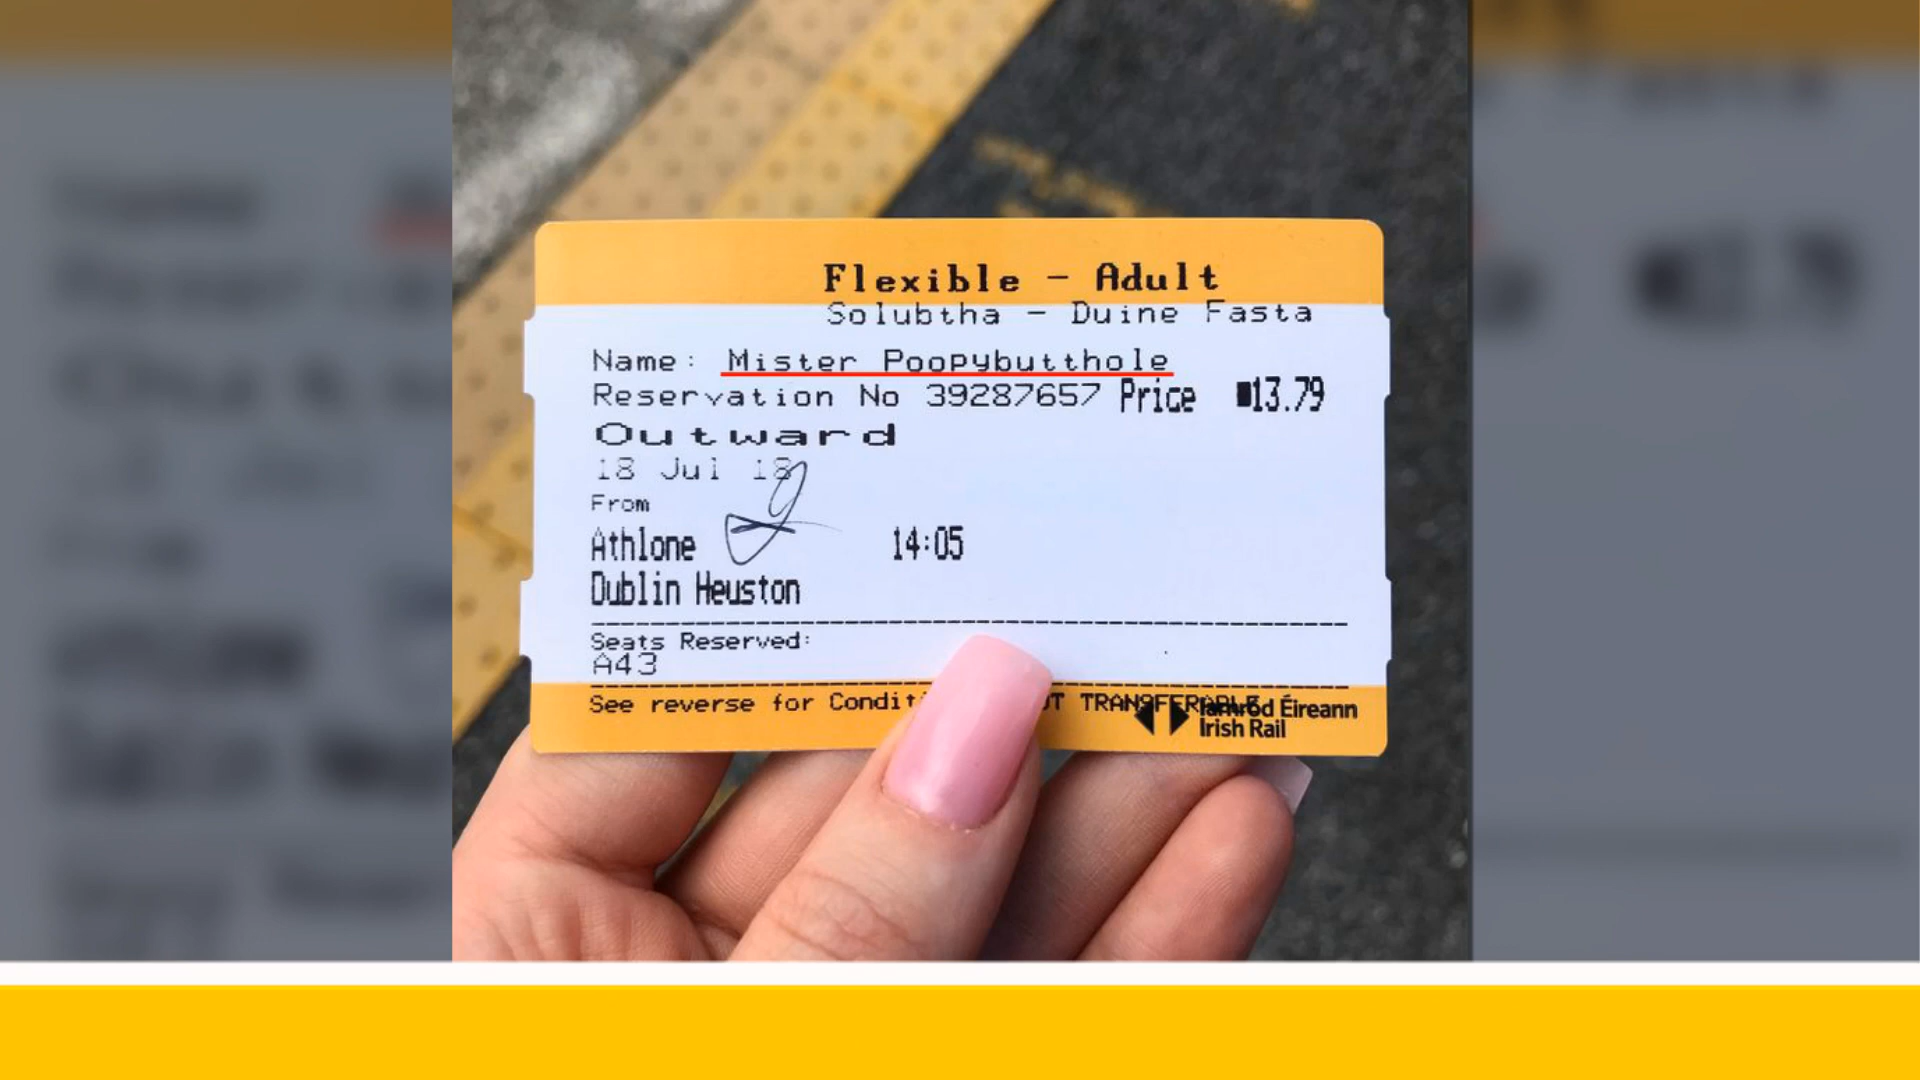 Flexible - Adult
Solubtha - Duine Fasta
Name: Mister Poopybutthole
Reservation No 39287657 Price 13.79
Outward
18 Jul 18
From
Athlone 14:05
Dublin Heuston
Seats Reserved:
A43
See reverse for TRANSFERABLE
Iarnród Éireann
Irish Rail